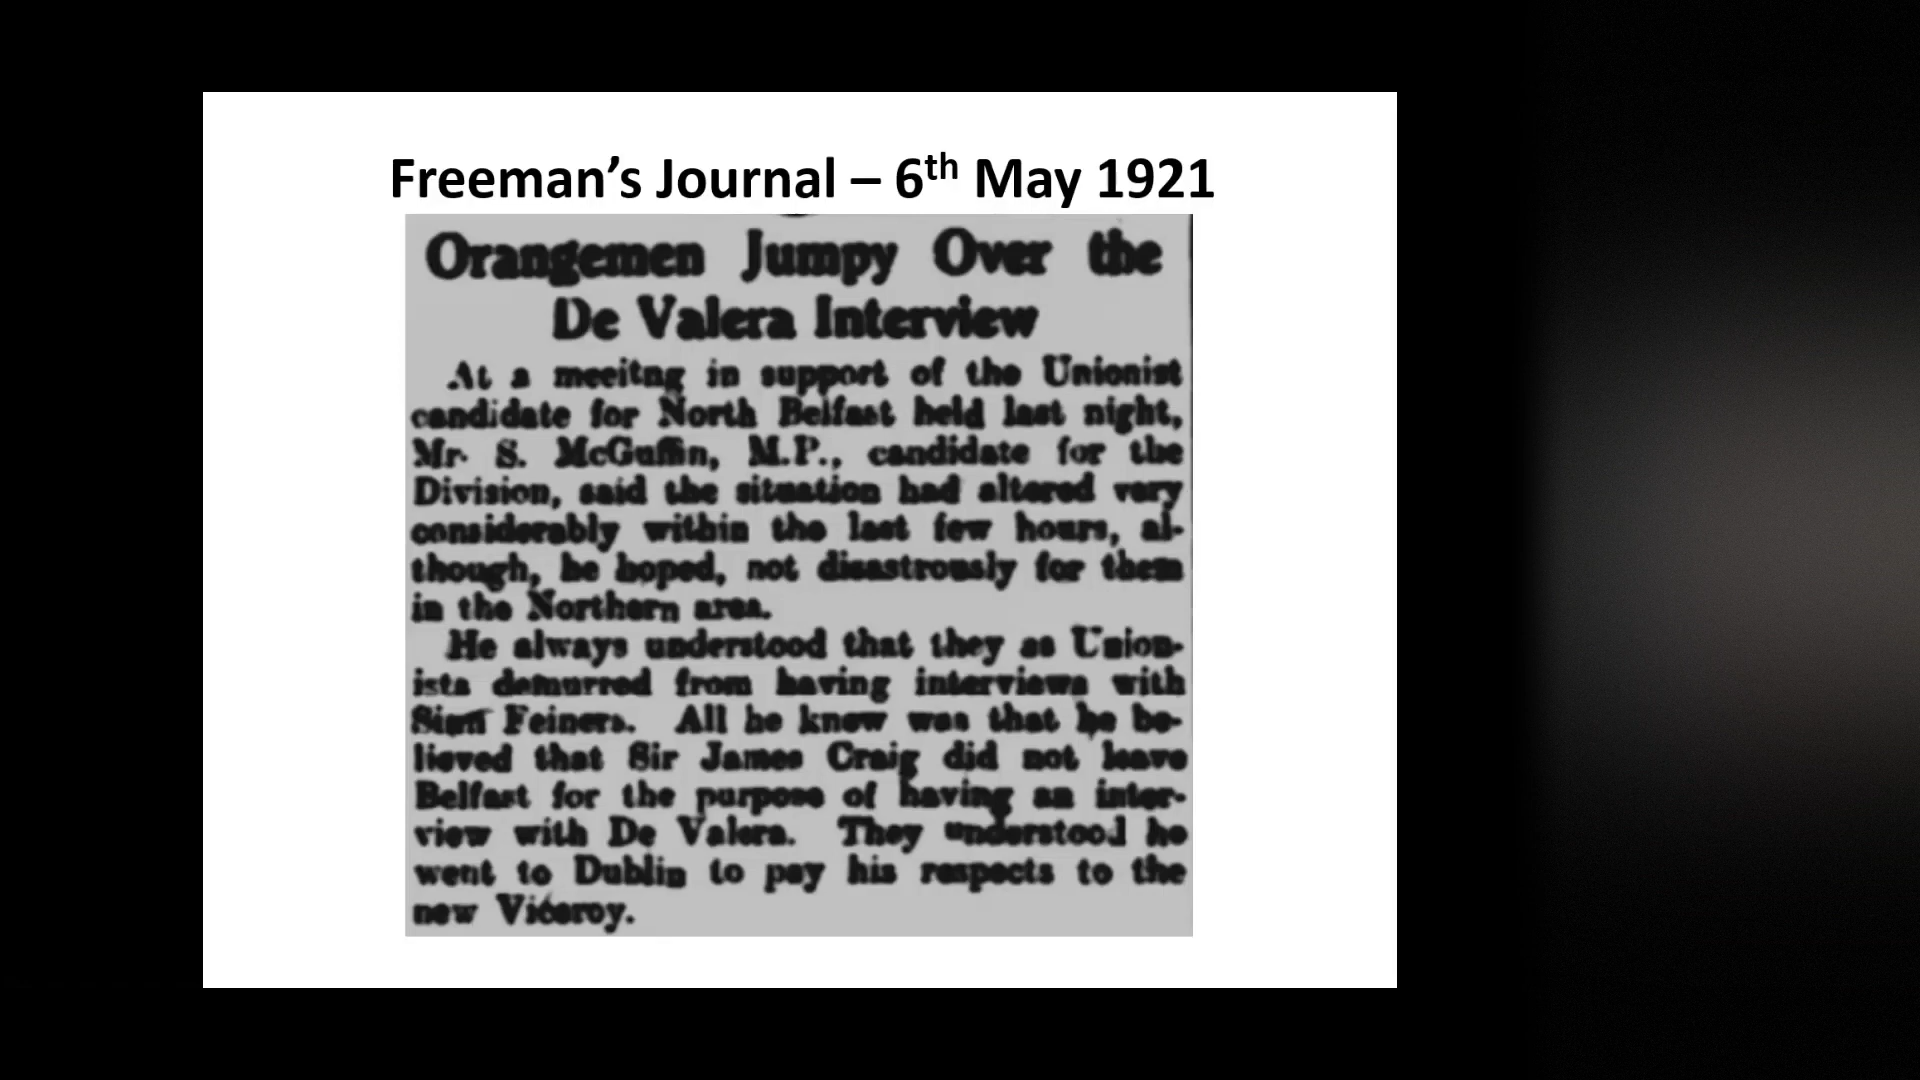 Freeman’s Journal – 6th May 1921
Orangemen Jumpy Over the
De Valera Interview
At a meeitng in support of the Unionist
candidate for North Belfast held last night,
Mr. S. McGuffin, M.P., candidate for the
Division, said the situation had altered very
considerably within the last few hours, al-
though, he hoped, not disastrously for them
in the Northern area.
He always understood that they as Union-
ists demurred from having interviews with
Sinn Feiners. All he knew was that he be-
lieved that Sir James Craig did not leave
Belfast for the purpose of having an inter-
view with De Valera. They understood he
went to Dublin to pay his respects to the
new Viceroy.